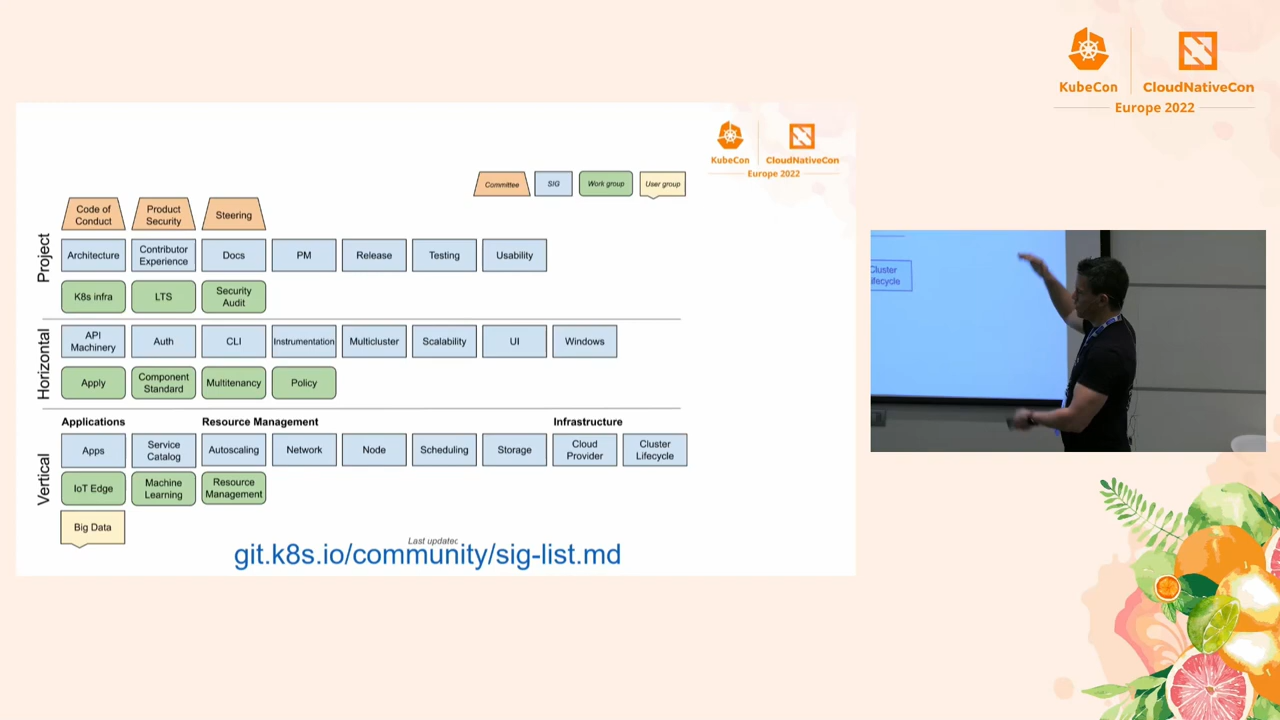 KubeCon
CloudNativeCon
Europe 2022
KubeCon
CloudNativeCon
Europe 2022
Committee
SIG
Work group
User group
Project
Code of
Conduct
Product
Security
Steering
Architecture
Contributor
Experience
Docs
PM
Release
Testing
Usability
K8s infra
LTS
Security
Audit
Horizontal
API
Machinery
Auth
CLI
Instrumentation
Multicluster
Scalability
UI
Windows
Apply
Component
Standard
Multitenancy
Policy
Vertical
Applications
Resource Management
Infrastructure
Apps
Service
Catalog
Autoscaling
Network
Node
Scheduling
Storage
Cloud
Provider
Cluster
Lifecycle
IoT Edge
Machine
Learning
Resource
Management
Big Data
Last updated
git.k8s.io/community/sig-list.md
Cluster
ifecycle